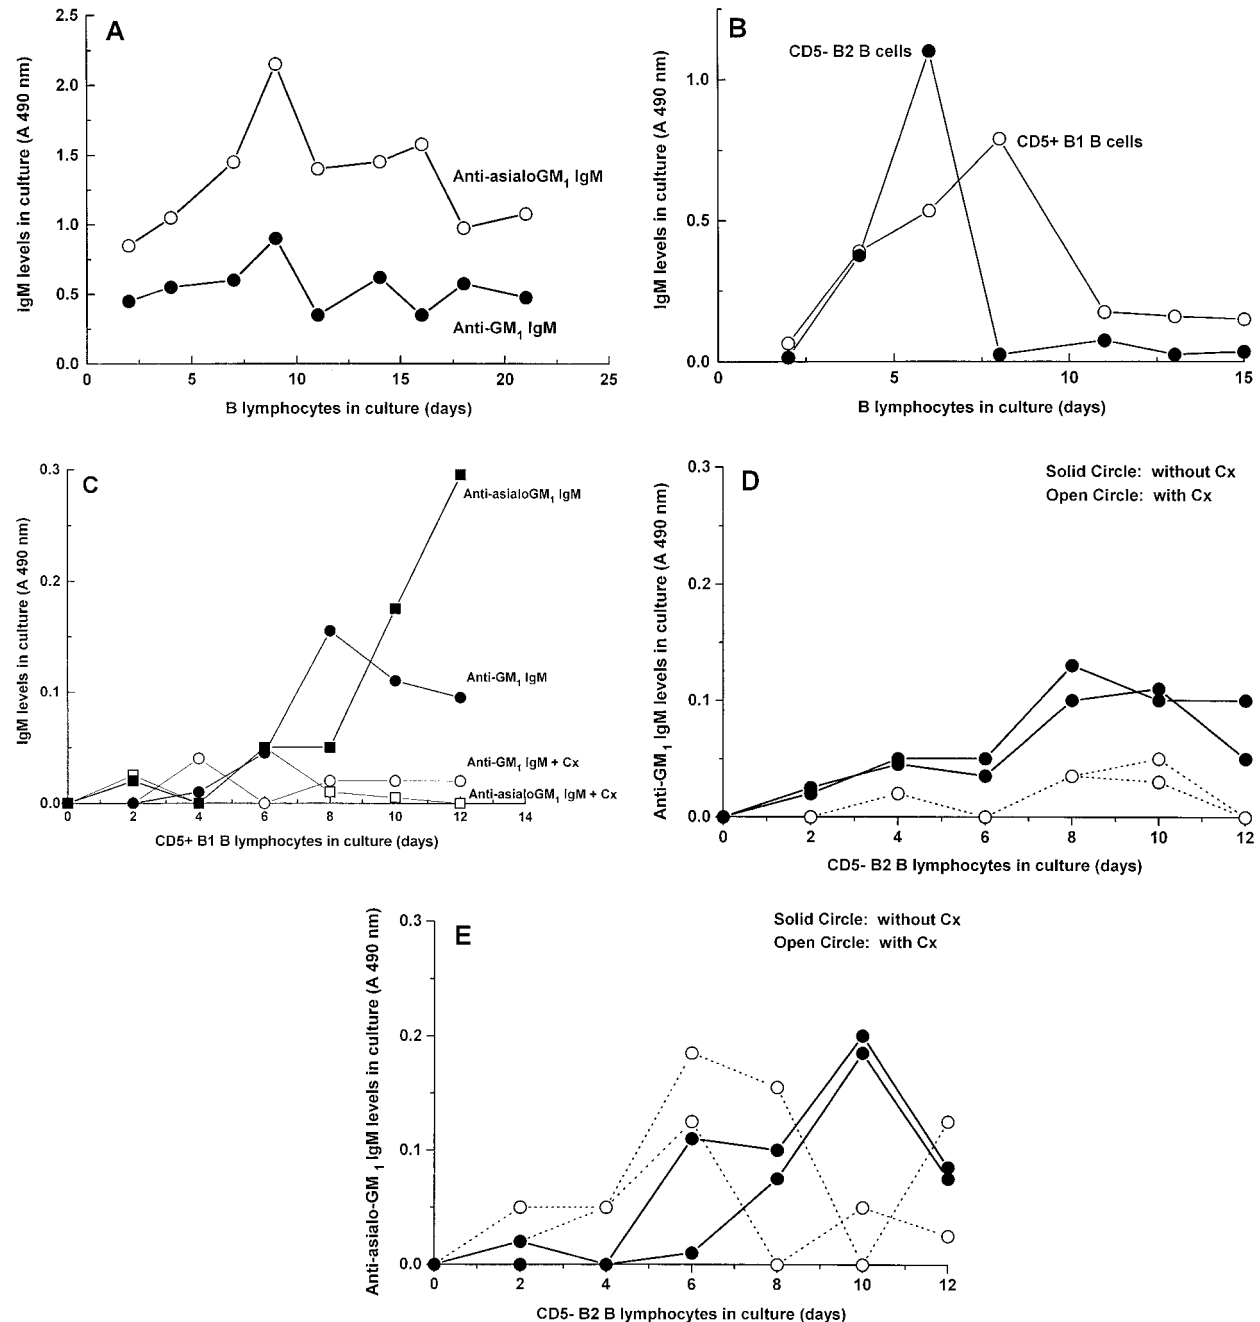 A
IgM levels in culture (A 490 nm)
2.5
2.0
1.5
1.0
0.5
0.0
Anti-asialoGM1 IgM
Anti-GM1 IgM
0 5 10 15 20 25
B lymphocytes in culture (days)
B
IgM levels in culture (A 490 nm)
1.0
0.5
0.0
CD5- B2 B cells
CD5+ B1 B cells
0 5 10 15
B lymphocytes in culture (days)
C
IgM levels in culture (A 490 nm)
0.3
0.2
0.1
0.0
Anti-asialoGM1 IgM
Anti-GM1 IgM
Anti-GM1 IgM + Cx
Anti-asialoGM1 IgM + Cx
0 2 4 6 8 10 12 14
CD5+ B1 B lymphocytes in culture (days)
D
Solid Circle: without Cx
Open Circle: with Cx
Anti-GM1 IgM levels in culture (A 490 nm)
0.3
0.2
0.1
0.0
0 2 4 6 8 10 12
CD5- B2 B lymphocytes in culture (days)
E
Solid Circle: without Cx
Open Circle: with Cx
Anti-asialo-GM1 IgM levels in culture (A 490 nm)
0.3
0.2
0.1
0.0
0 2 4 6 8 10 12
CD5- B2 B lymphocytes in culture (days)